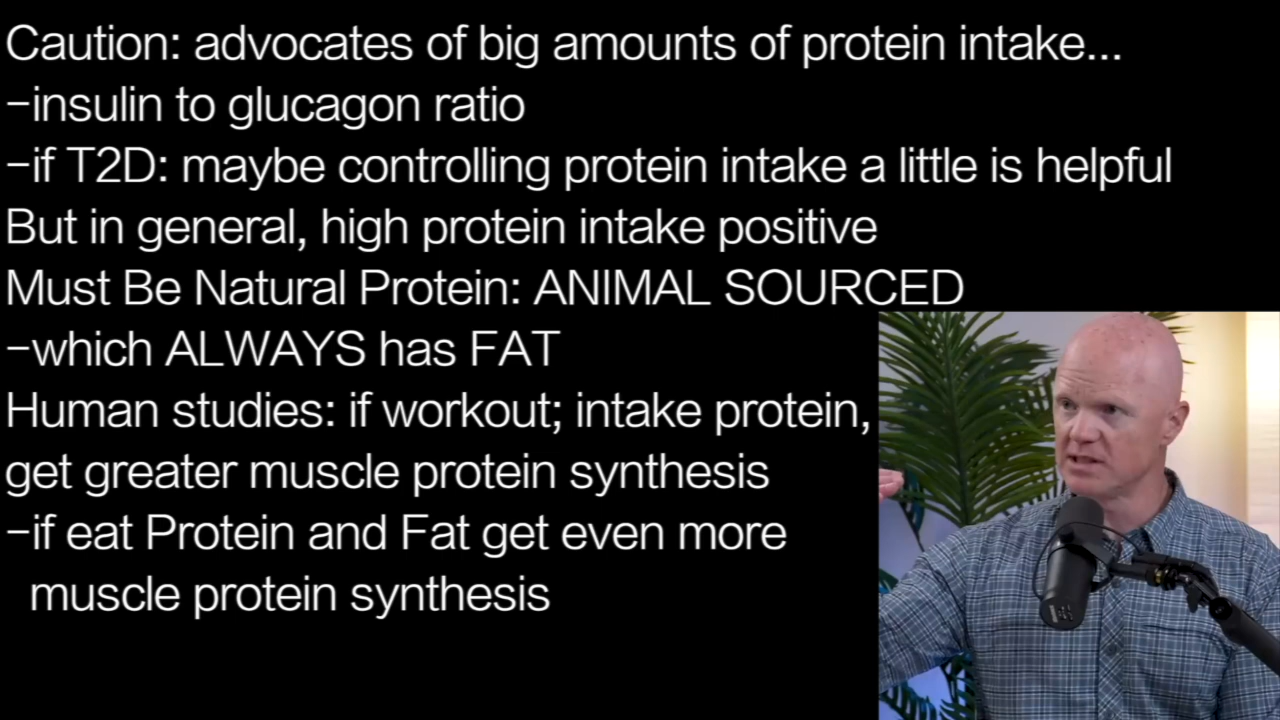 Caution: advocates of big amounts of protein intake...
-insulin to glucagon ratio
-if T2D: maybe controlling protein intake a little is helpful
But in general, high protein intake positive
Must Be Natural Protein: ANIMAL SOURCED
-which ALWAYS has FAT
Human studies: if workout; intake protein,
get greater muscle protein synthesis
-if eat Protein and Fat get even more
muscle protein synthesis